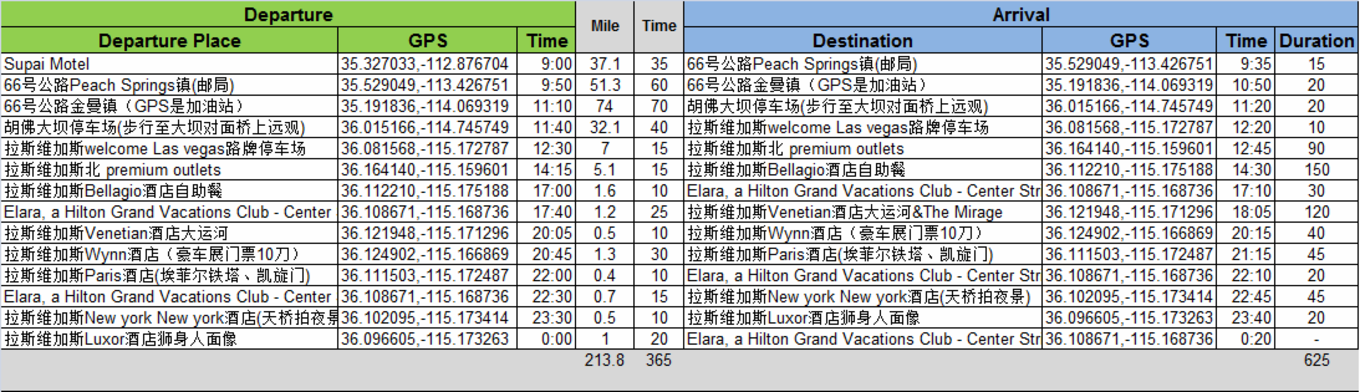 Departure Mile Time Arrival
Departure Place GPS Time Destination GPS Time Duration
Supai Motel 35.327033,-112.876704 9:00 37.1 35 66号公路Peach Springs镇(邮局) 35.529049,-113.426751 9:35 15
66号公路Peach Springs镇(邮局) 35.529049,-113.426751 9:50 51.3 60 66号公路金曼镇（GPS是加油站） 35.191836,-114.069319 10:50 20
66号公路金曼镇（GPS是加油站） 35.191836,-114.069319 11:10 74 70 胡佛大坝停车场(步行至大坝对面桥上远观) 36.015166,-114.745749 11:20 20
胡佛大坝停车场(步行至大坝对面桥上远观) 36.015166,-114.745749 11:40 32.1 40 拉斯维加斯welcome Las vegas路牌停车场 36.081568,-115.172787 12:20 10
拉斯维加斯welcome Las vegas路牌停车场 36.081568,-115.172787 12:30 7 15 拉斯维加斯北 premium outlets 36.164140,-115.159601 12:45 90
拉斯维加斯北 premium outlets 36.164140,-115.159601 14:15 5.1 15 拉斯维加斯Bellagio酒店自助餐 36.112210,-115.175188 14:30 150
拉斯维加斯Bellagio酒店自助餐 36.112210,-115.175188 17:00 1.6 10 Elara, a Hilton Grand Vacations Club - Center Str 36.108671,-115.168736 17:10 30
Elara, a Hilton Grand Vacations Club - Center 36.108671,-115.168736 17:40 1.2 25 拉斯维加斯Venetian酒店大运河&The Mirage 36.121948,-115.171296 18:05 120
拉斯维加斯Venetian酒店大运河 36.121948,-115.171296 20:05 0.5 10 拉斯维加斯Wynn酒店（豪车展门票10刀） 36.124902,-115.166869 20:15 40
拉斯维加斯Wynn酒店（豪车展门票10刀） 36.124902,-115.166869 20:45 1.3 30 拉斯维加斯Paris酒店(埃菲尔铁塔、凯旋门) 36.111503,-115.172487 21:15 45
拉斯维加斯Paris酒店(埃菲尔铁塔、凯旋门) 36.111503,-115.172487 22:00 0.4 10 Elara, a Hilton Grand Vacations Club - Center Str 36.108671,-115.168736 22:10 20
Elara, a Hilton Grand Vacations Club - Center 36.108671,-115.168736 22:30 0.7 15 拉斯维加斯New york New york酒店(天桥拍夜景) 36.102095,-115.173414 22:45 45
拉斯维加斯New york New york酒店(天桥拍夜景 36.102095,-115.173414 23:30 0.5 10 拉斯维加斯Luxor酒店狮身人面像 36.096605,-115.173263 23:40 20
拉斯维加斯Luxor酒店狮身人面像 36.096605,-115.173263 0:00 1 20 Elara, a Hilton Grand Vacations Club - Center Str 36.108671,-115.168736 0:20 -
213.8 365 625